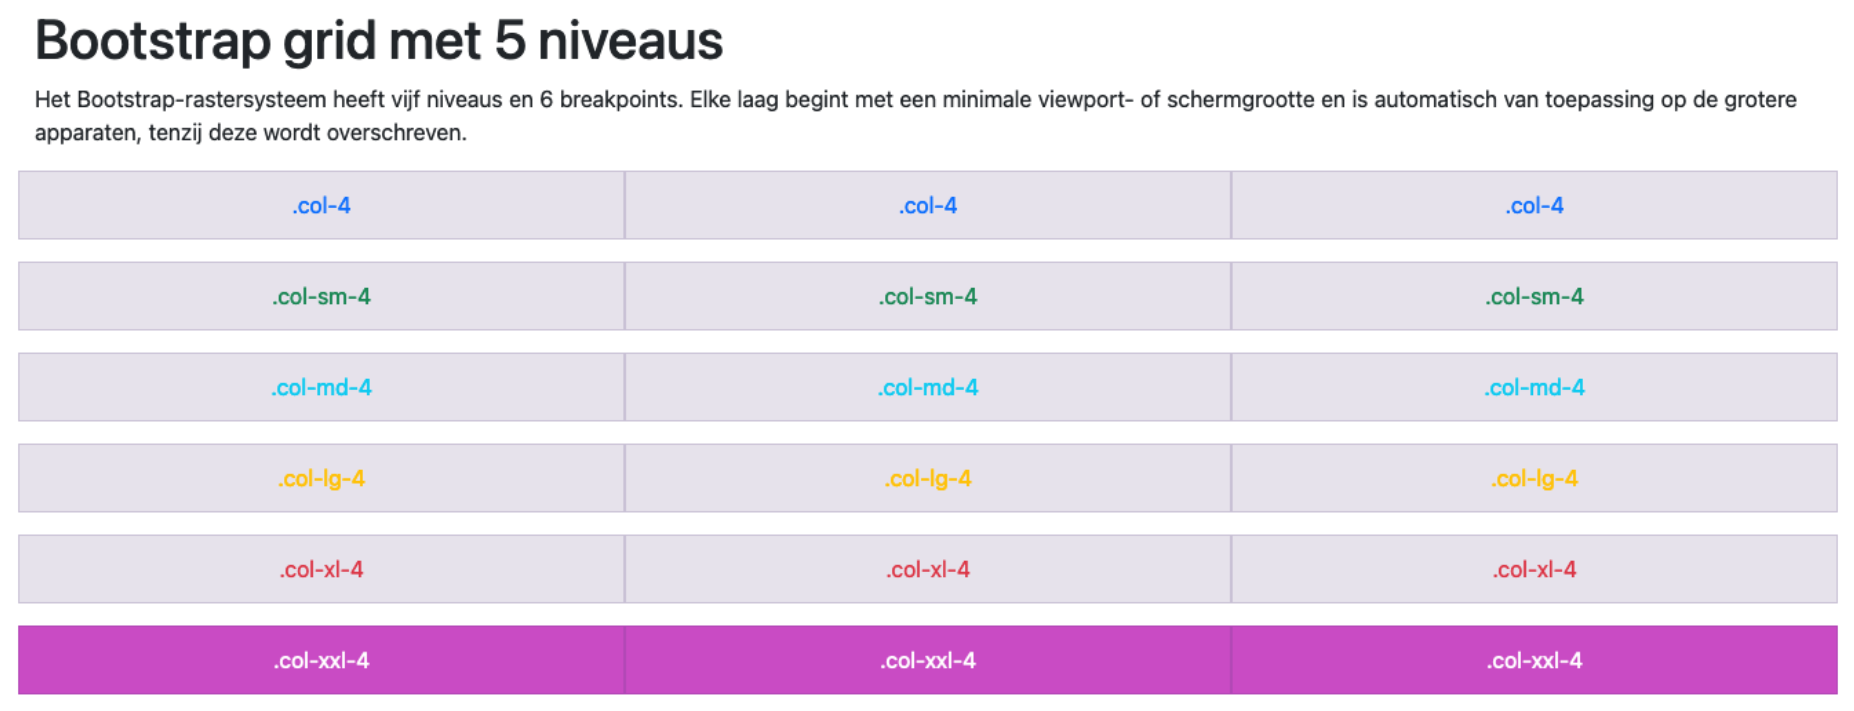 Bootstrap grid met 5 niveaus
Het Bootstrap-rastersysteem heeft vijf niveaus en 6 breakpoints. Elke laag begint met een minimale viewport- of schermgrootte en is automatisch van toepassing op de grotere
apparaten, tenzij deze wordt overschreven.
.col-4 .col-4 .col-4
.col-sm-4 .col-sm-4 .col-sm-4
.col-md-4 .col-md-4 .col-md-4
.col-lg-4 .col-lg-4 .col-lg-4
.col-xl-4 .col-xl-4 .col-xl-4
.col-xxl-4 .col-xxl-4 .col-xxl-4